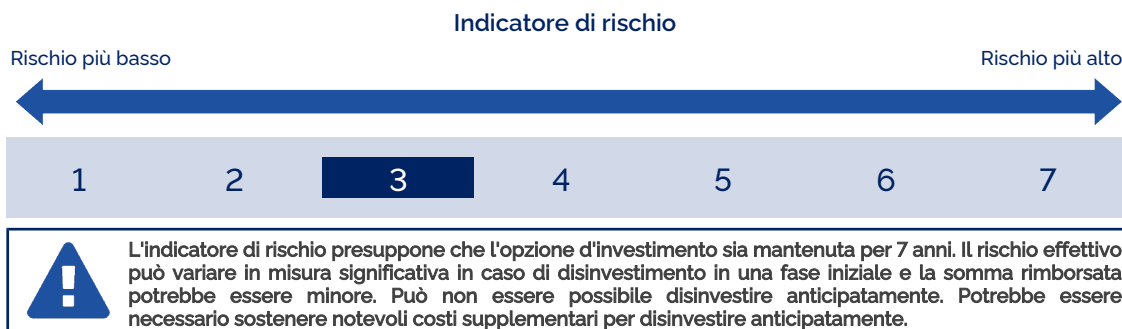 Indicatore di rischio
Rischio più basso Rischio più alto
1 2 3 4 5 6 7
L'indicatore di rischio presuppone che l'opzione d'investimento sia mantenuta per 7 anni. Il rischio effettivo
può variare in misura significativa in caso di disinvestimento in una fase iniziale e la somma rimborsata
potrebbe essere minore. Può non essere possibile disinvestire anticipatamente. Potrebbe essere
necessario sostenere notevoli costi supplementari per disinvestire anticipatamente.